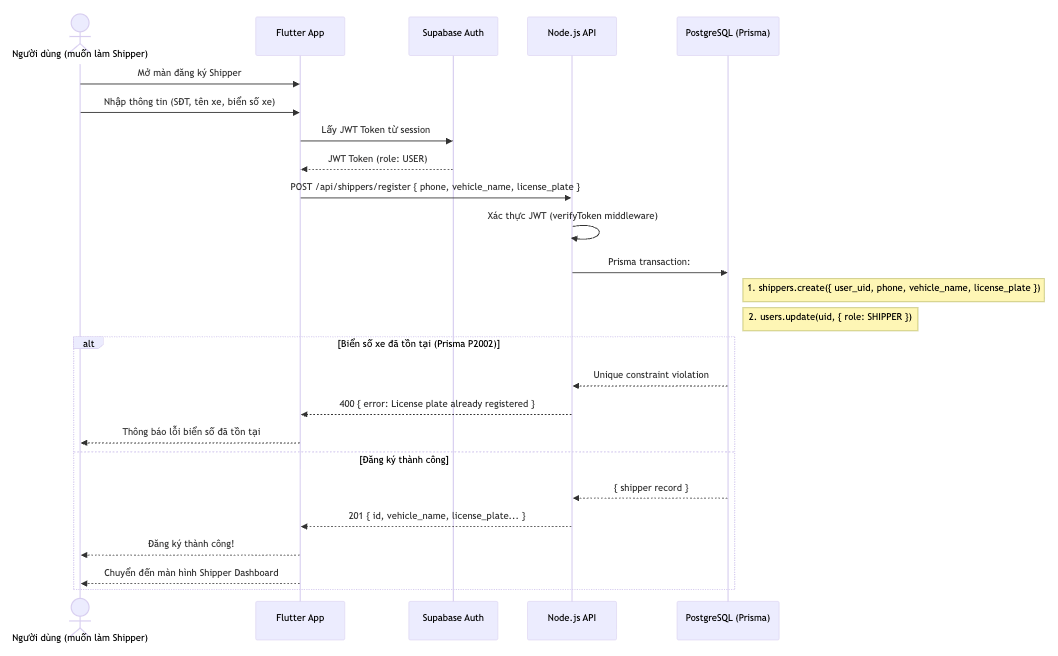 Người dùng (muốn làm Shipper)
Flutter App
Supabase Auth
Node.js API
PostgreSQL (Prisma)
Mở màn đăng ký Shipper
Nhập thông tin (SĐT, tên xe, biển số xe)
Lấy JWT Token từ session
JWT Token (role: USER)
POST /api/shippers/register { phone, vehicle_name, license_plate }
Xác thực JWT (verifyToken middleware)
Prisma transaction:
1. shippers.create({ user_uid, phone, vehicle_name, license_plate })
2. users.update(uid, { role: SHIPPER })
alt
[Biển số xe đã tồn tại (Prisma P2002)]
Unique constraint violation
400 { error: License plate already registered }
Thông báo lỗi biển số đã tồn tại
[Đăng ký thành công]
{ shipper record }
201 { id, vehicle_name, license_plate... }
Đăng ký thành công!
Chuyển đến màn hình Shipper Dashboard
Người dùng (muốn làm Shipper)
Flutter App
Supabase Auth
Node.js API
PostgreSQL (Prisma)